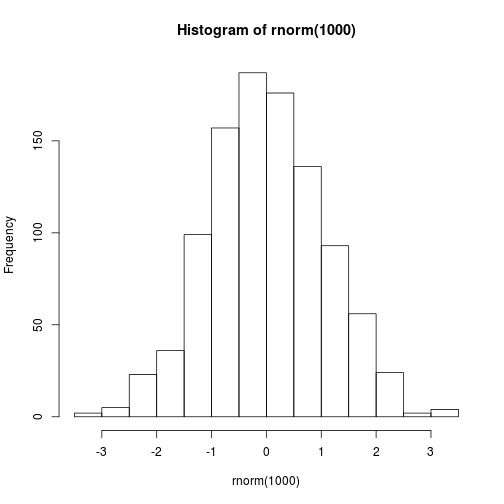 Histogram of rnorm(1000)
150
100
50
0
Frequency
-3 -2 -1 0 1 2 3
rnorm(1000)